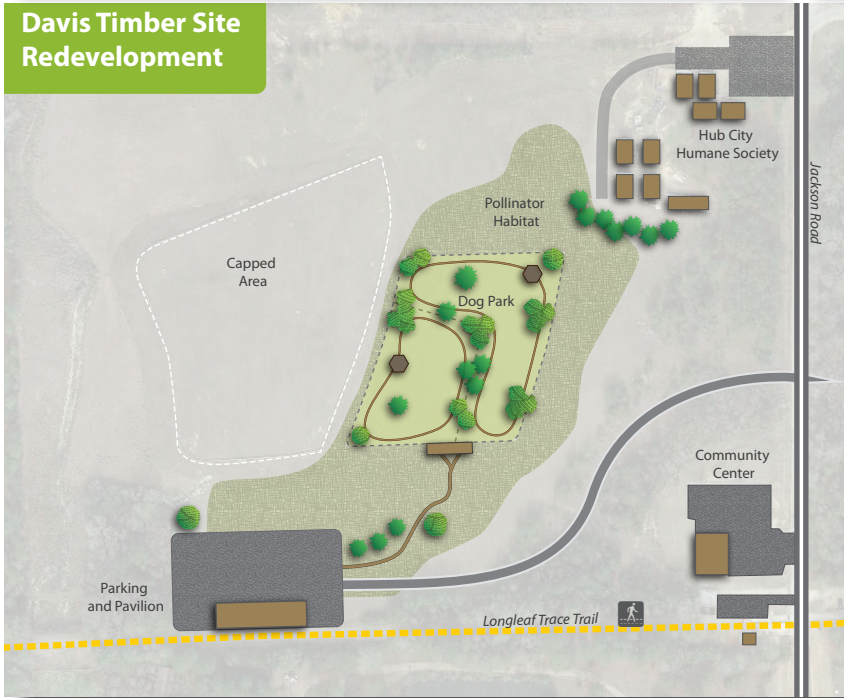 Davis Timber Site
Redevelopment
Hub City
Humane Society
Jackson Road
Pollinator
Habitat
Capped
Area
Dog Park
Community
Center
Parking
and Pavilion
Longleaf Trace Trail